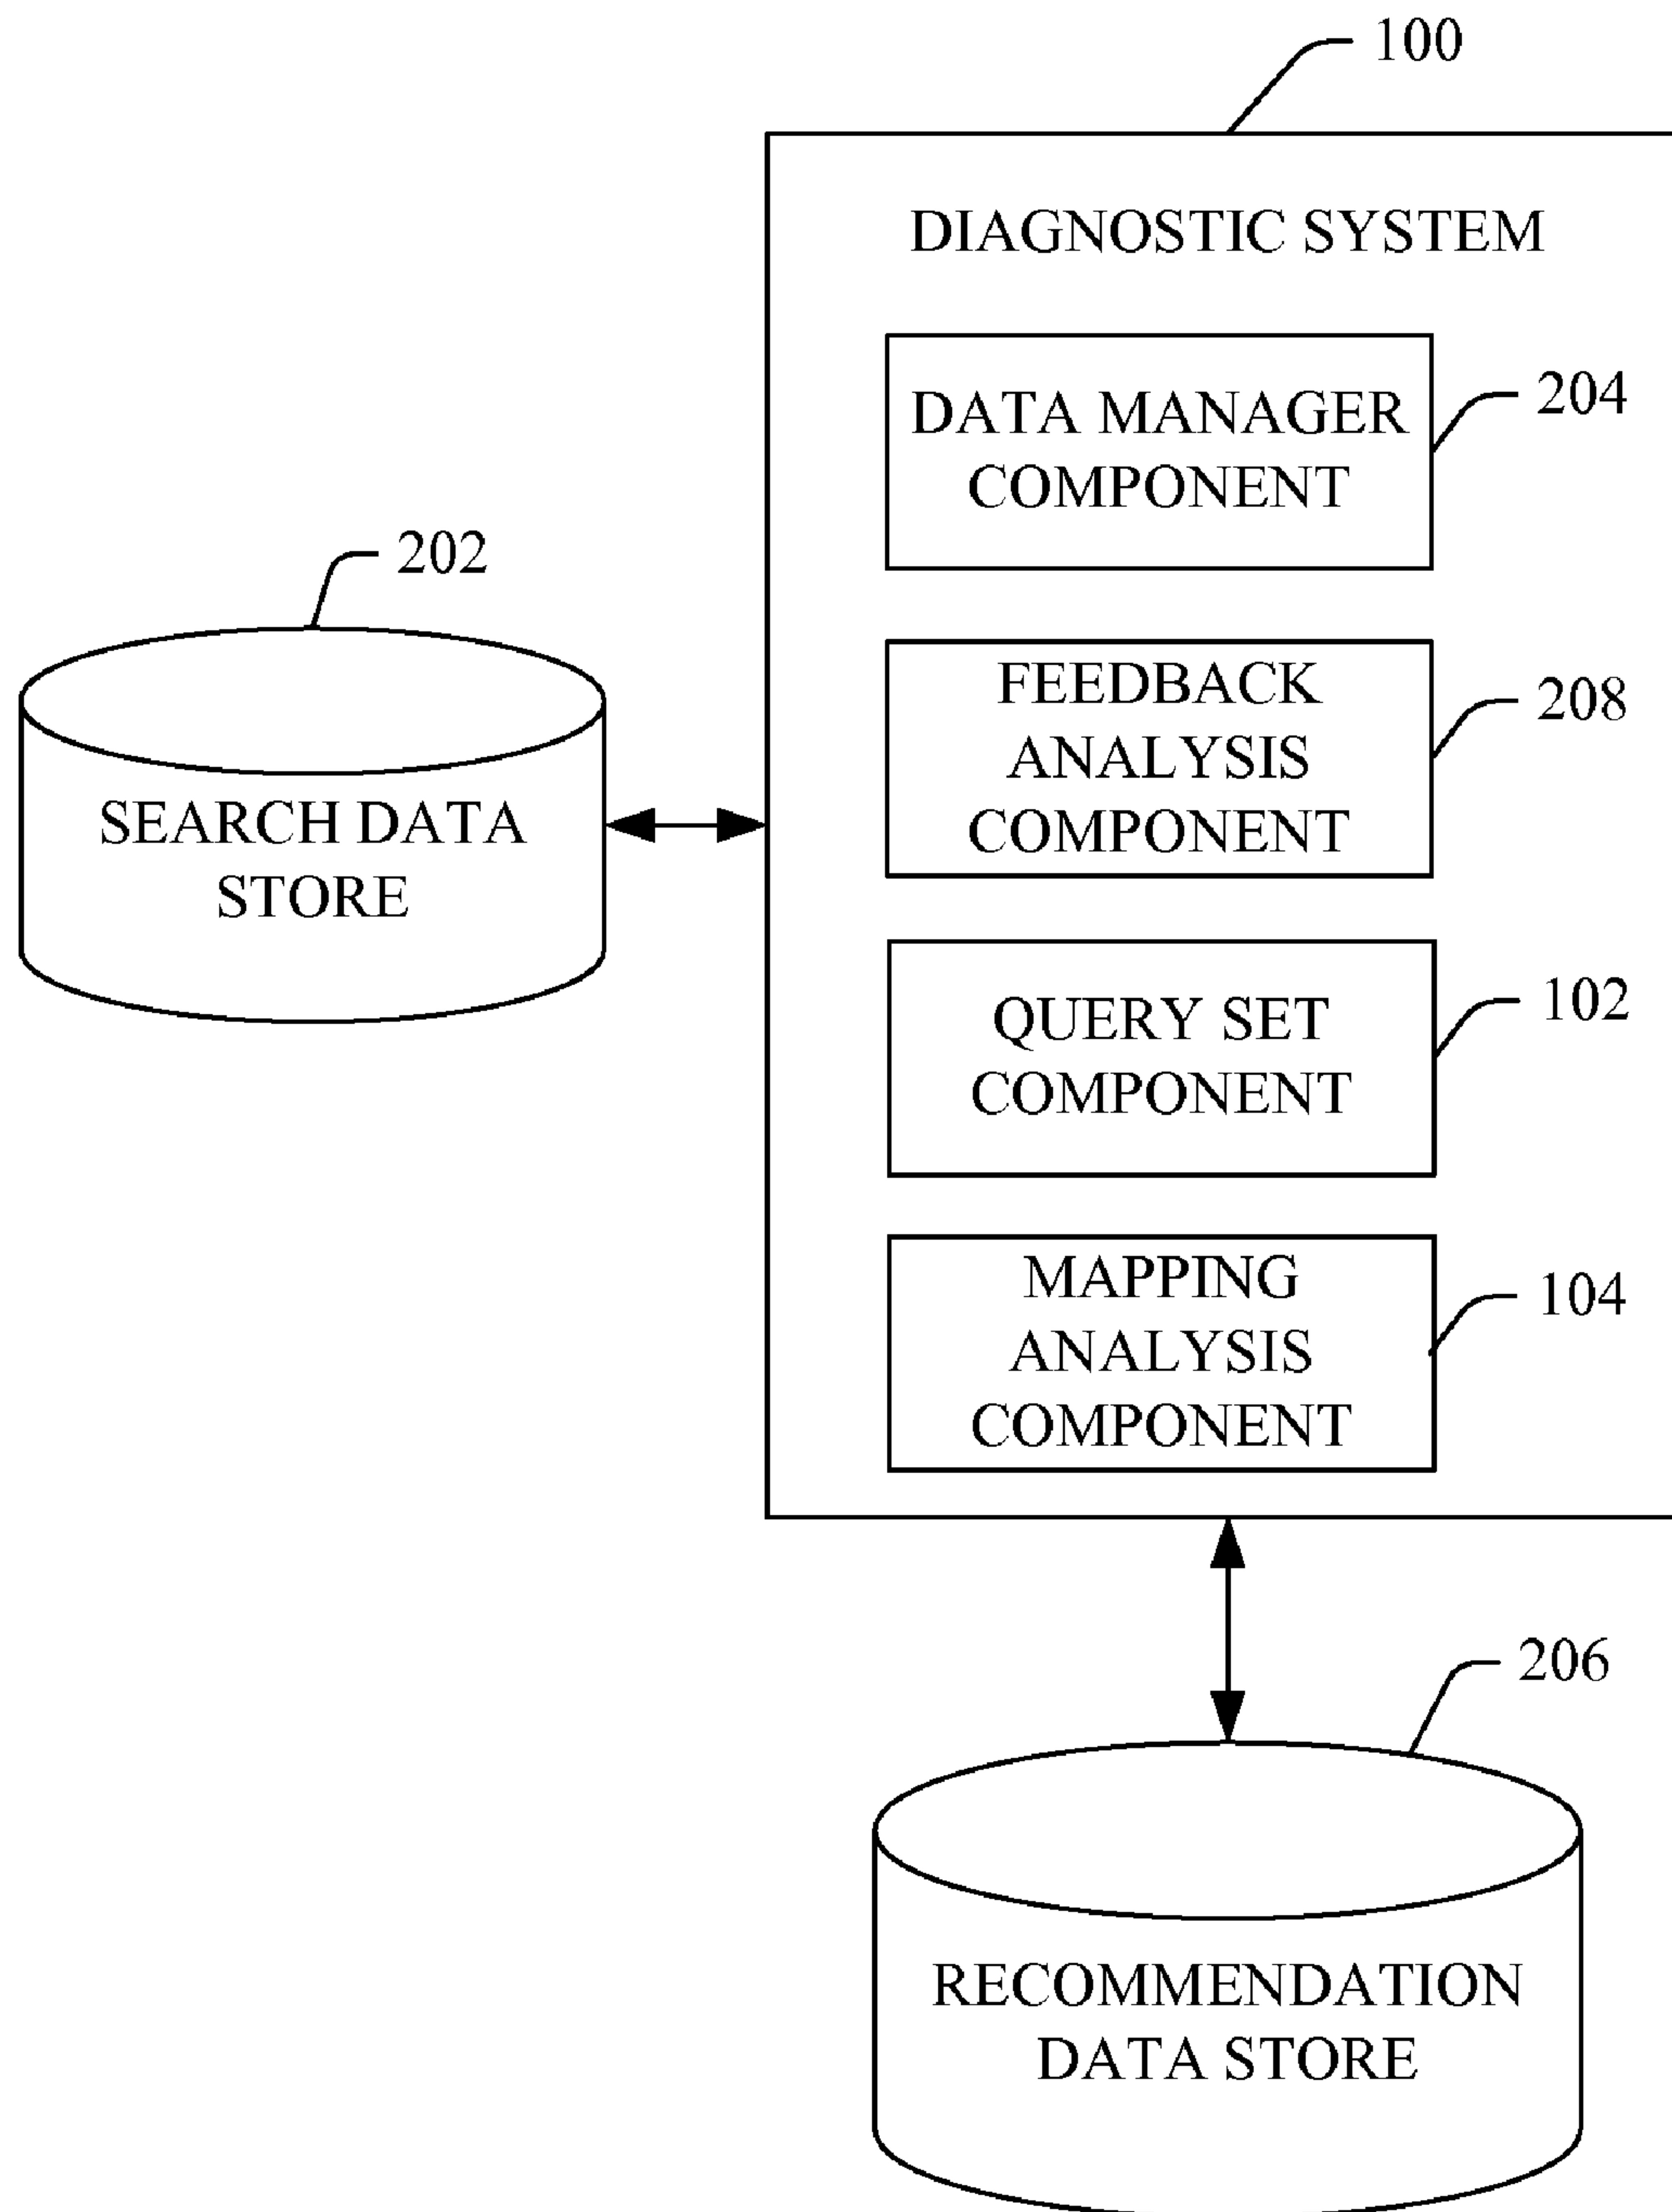 100
DIAGNOSTIC SYSTEM
DATA MANAGER
COMPONENT
204
202
SEARCH DATA
STORE
FEEDBACK
ANALYSIS
COMPONENT
208
QUERY SET
COMPONENT
102
MAPPING
ANALYSIS
COMPONENT
104
206
RECOMMENDATION
DATA STORE